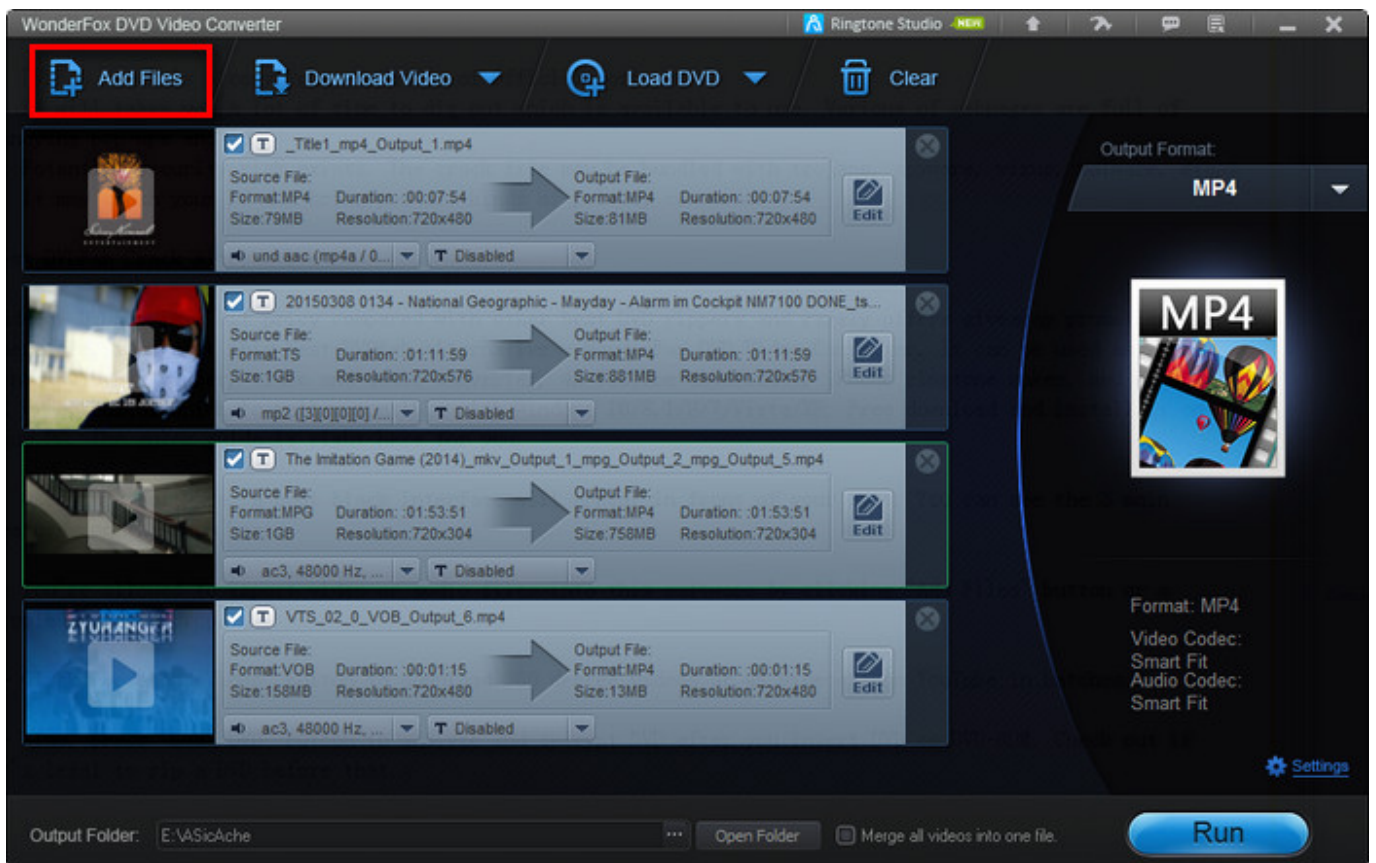 WonderFox DVD Video Converter
Ringtone Studio NEW
Add Files
Download Video
Load DVD
Clear
T _Title1_mp4_Output_1.mp4
Source File:
Format:MP4 Duration: :00:07:54
Size:79MB Resolution:720x480
Output File:
Format:MP4 Duration: :00:07:54
Size:81MB Resolution:720x480
Edit
und aac (mp4a / 0... T Disabled
ENTERTAINMENT
T 20150308 0134 - National Geographic - Mayday - Alarm im Cockpit NM7100 DONE_ts...
Source File:
Format:TS Duration: :01:11:59
Size:1GB Resolution:720x576
Output File:
Format:MP4 Duration: :01:11:59
Size:881MB Resolution:720x576
Edit
mp2 ([3][0][0][0] /... T Disabled
T The Imitation Game (2014)_mkv_Output_1_mpg_Output_2_mpg_Output_5.mp4
Source File:
Format:MPG Duration: :01:53:51
Size:1GB Resolution:720x304
Output File:
Format:MP4 Duration: :01:53:51
Size:758MB Resolution:720x304
Edit
ac3, 48000 Hz, ... T Disabled
ZYURANGER
T VTS_02_0_VOB_Output_6.mp4
Source File:
Format:VOB Duration: :00:01:15
Size:158MB Resolution:720x480
Output File:
Format:MP4 Duration: :00:01:15
Size:13MB Resolution:720x480
Edit
ac3, 48000 Hz, ... T Disabled
Output Format:
MP4
MP4
Format: MP4
Video Codec:
Smart Fit
Audio Codec:
Smart Fit
Settings
Output Folder: E:\ASicAche ... Open Folder Merge all videos into one file.
Run